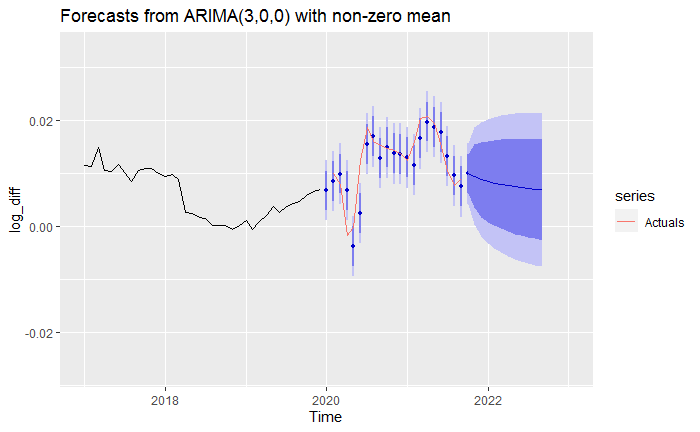 Forecasts from ARIMA(3,0,0) with non-zero mean
log_diff
0.02
0.00
-0.02
2018
2020
2022
Time
series
Actuals